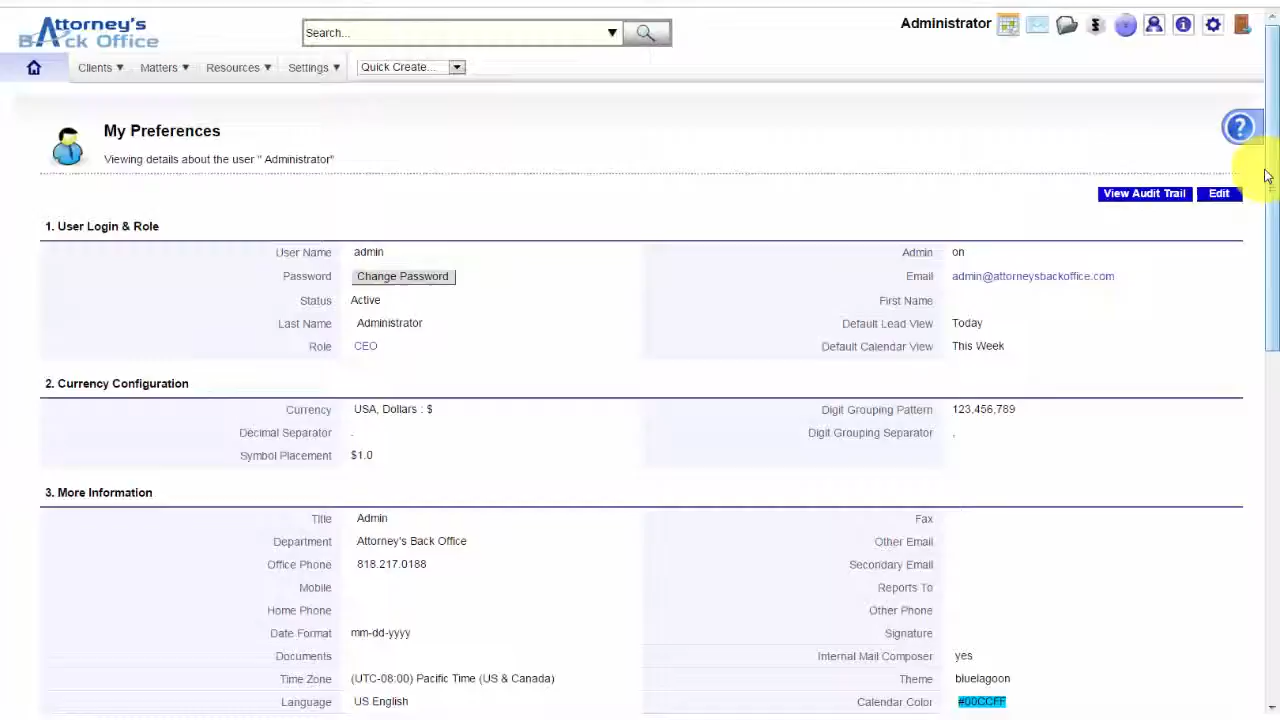 Attorney's
Back Office
Search...
Administrator
Clients Matters Resources Settings Quick Create...
My Preferences
Viewing details about the user " Administrator"
View Audit Trail Edit
1. User Login & Role
User Name admin Admin on
Password Change Password Email admin@attorneysbackoffice.com
Status Active First Name
Last Name Administrator Default Lead View Today
Role CEO Default Calendar View This Week
2. Currency Configuration
Currency USA, Dollars : $ Digit Grouping Pattern 123,456,789
Decimal Separator . Digit Grouping Separator ,
Symbol Placement $1.0
3. More Information
Title Admin Fax
Department Attorney's Back Office Other Email
Office Phone 818.217.0188 Secondary Email
Mobile Reports To
Home Phone Other Phone
Date Format mm-dd-yyyy Signature
Documents Internal Mail Composer yes
Time Zone (UTC-08:00) Pacific Time (US & Canada) Theme bluelagoon
Language US English Calendar Color #00CCFF